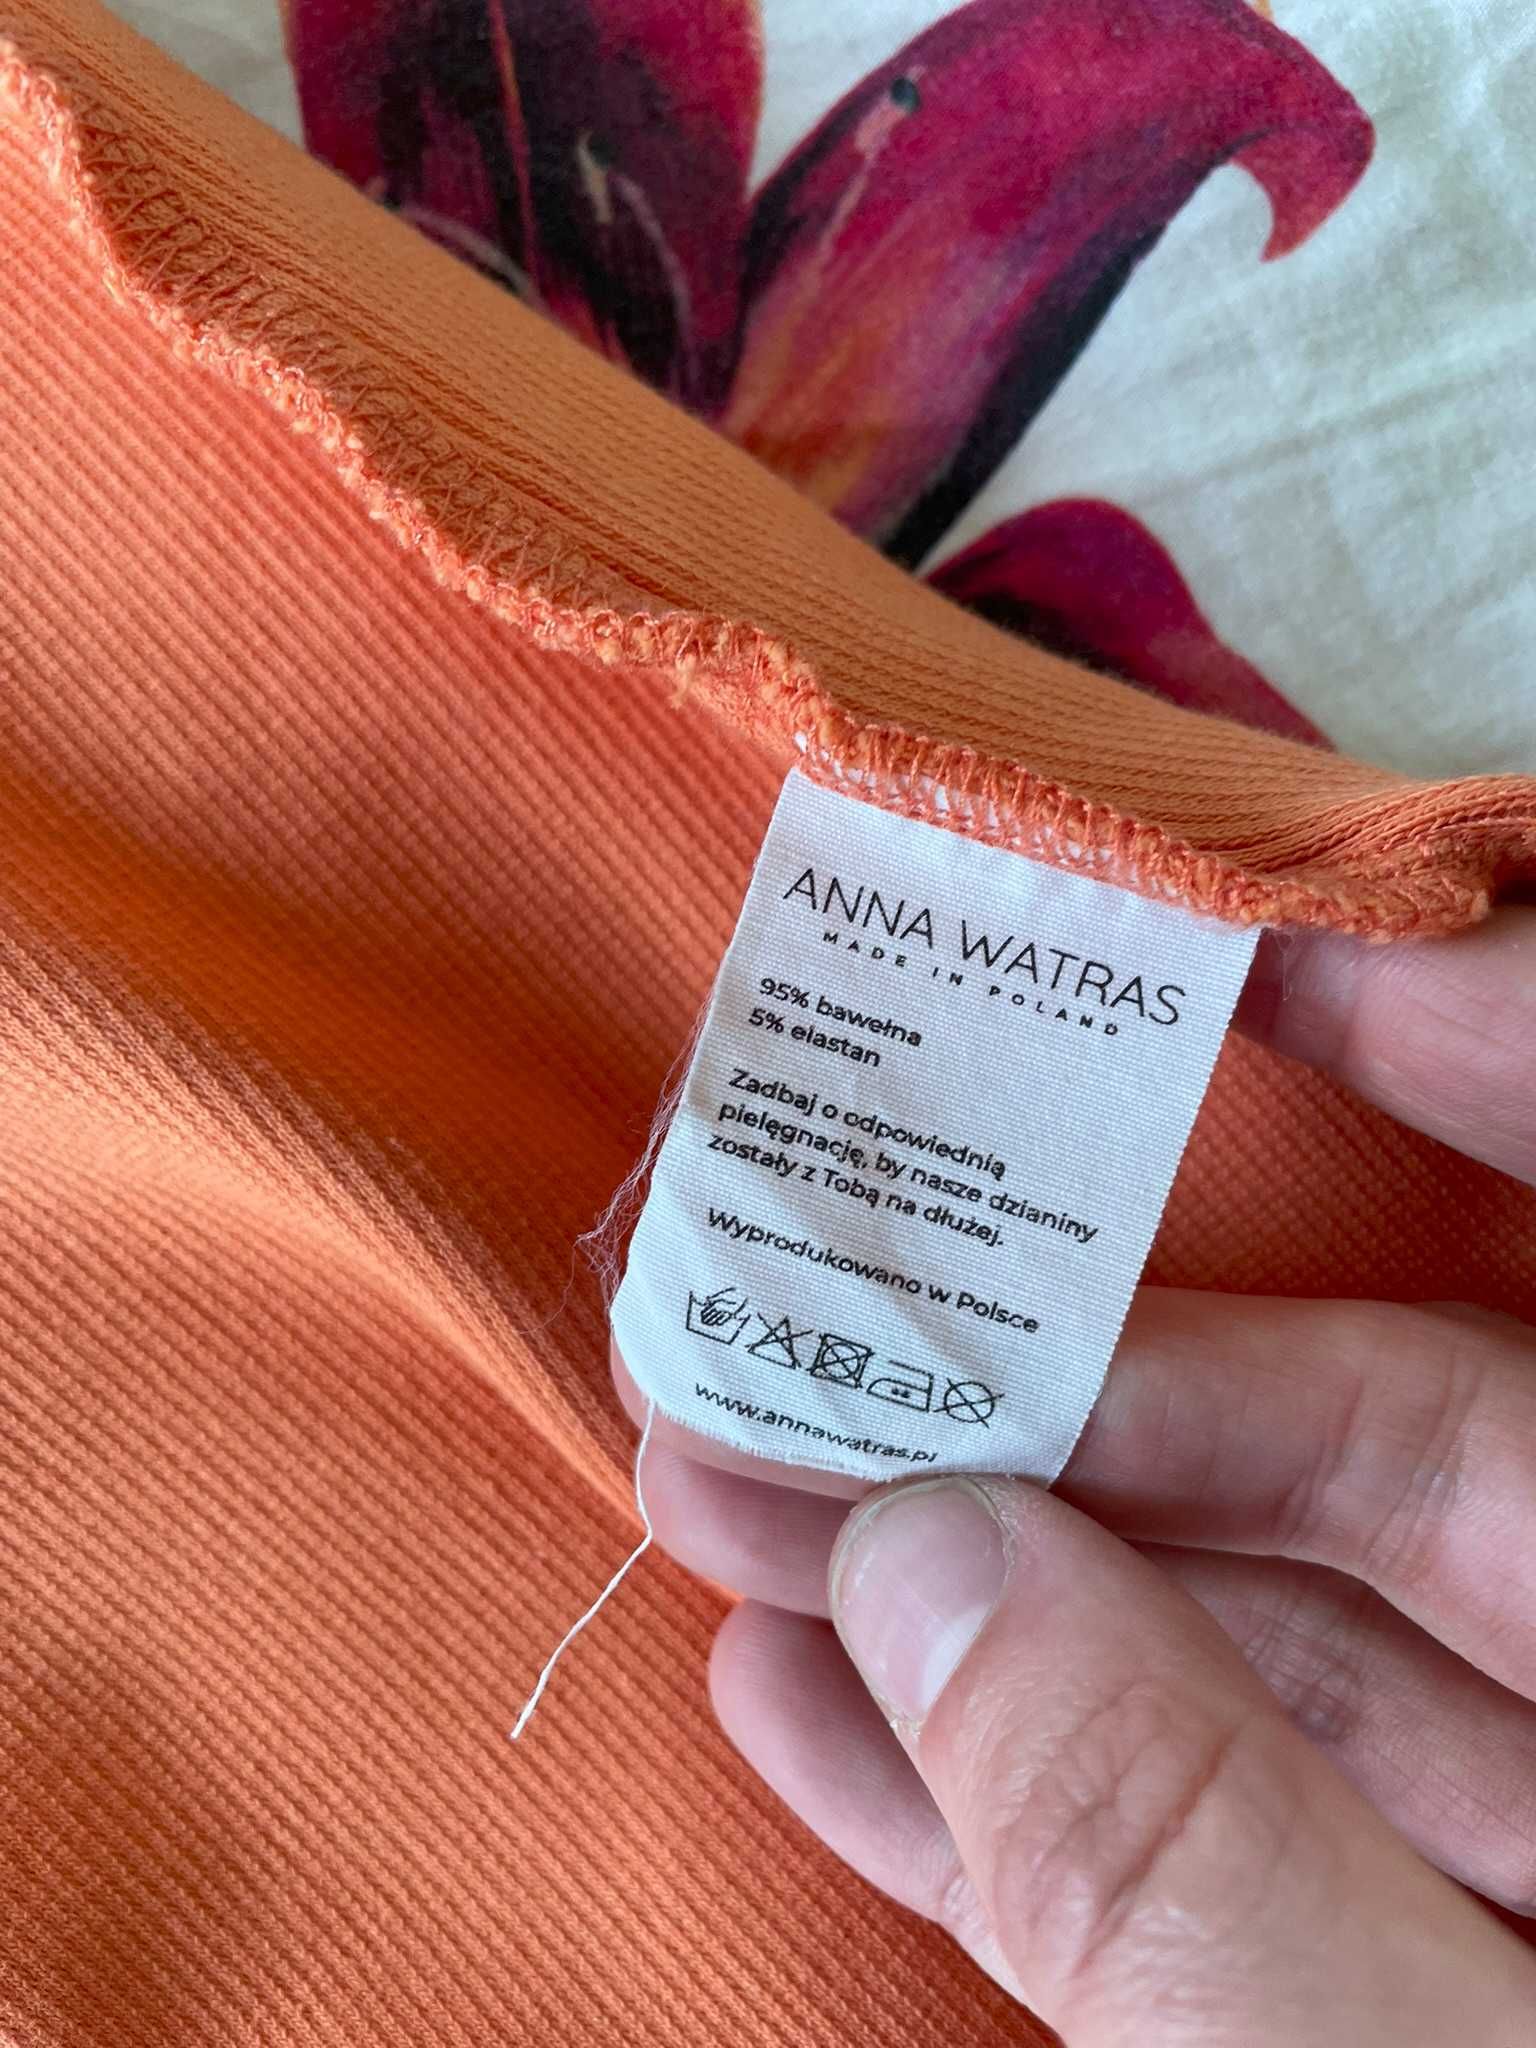 ANNA WATRAS
MADE IN POLAND
95% bawełna
5% elastan
Zadbaj o odpowiednią
pielęgnację, by nasze dzianiny
zostały z Tobą na dłużej.
Wyprodukowano w Polsce
www.annawatras.pl